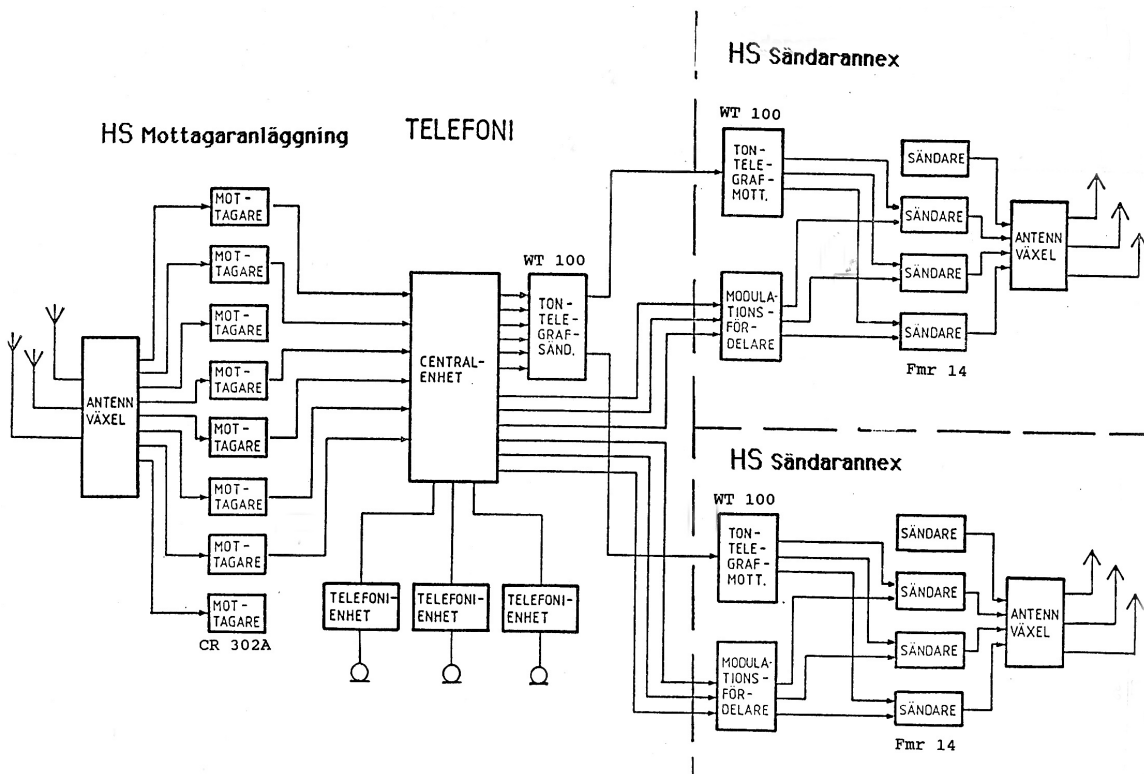 HS Mottagaranläggning
TELEFONI
MOT-
TAGARE
MOT-
TAGARE
MOT-
TAGARE
MOT-
TAGARE
MOT-
TAGARE
MOT-
TAGARE
MOT-
TAGARE
MOT-
TAGARE
CR 302A
ANTENN
VÄXEL
CENTRAL-
ENHET
WT 100
TON-
TELE-
GRAF-
SÄND.
TELEFONI-
ENHET
TELEFONI-
ENHET
TELEFONI-
ENHET
HS Sändarannex
WT 100
TON-
TELE-
GRAF-
MOTT.
MODULA-
TIONS-
FÖR-
DELARE
SÄNDARE
SÄNDARE
SÄNDARE
SÄNDARE
Fmr 14
ANTENN
VÄXEL
HS Sändarannex
WT 100
TON-
TELE-
GRAF-
MOTT.
MODULA-
TIONS-
FÖR-
DELARE
SÄNDARE
SÄNDARE
SÄNDARE
SÄNDARE
Fmr 14
ANTENN
VÄXEL